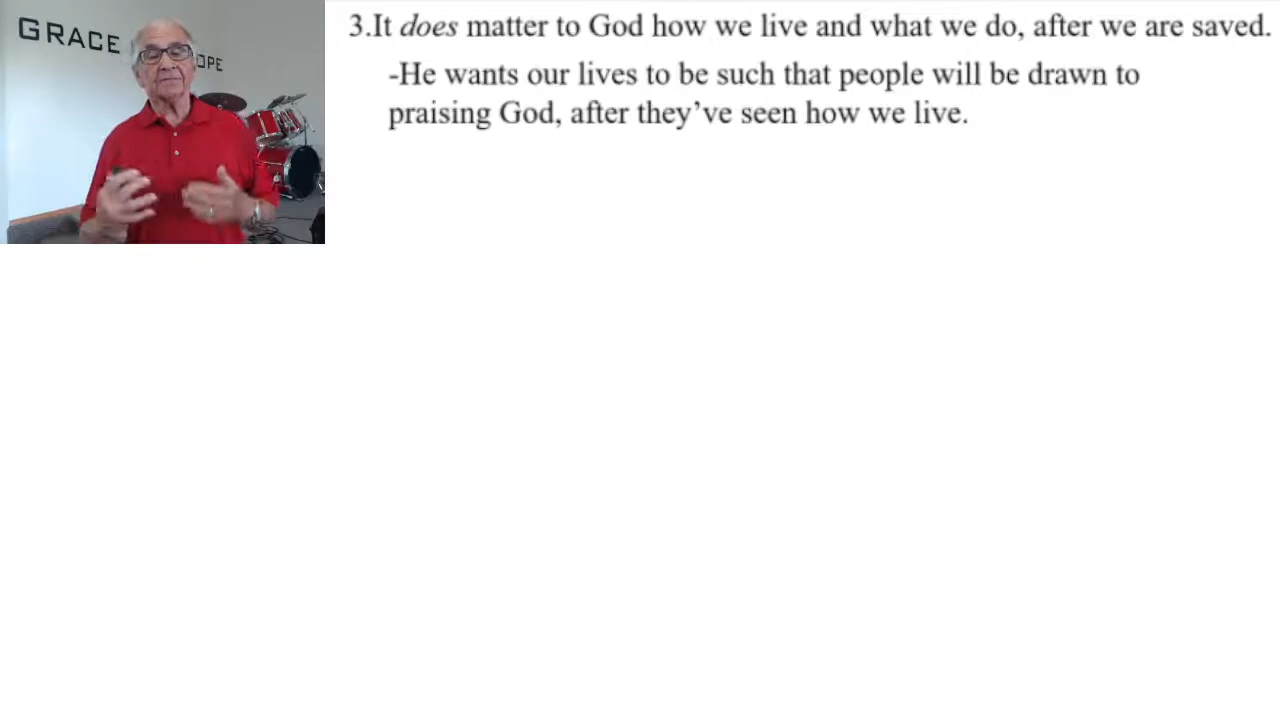 GRACE
OPE
3.It does matter to God how we live and what we do, after we are saved.
-He wants our lives to be such that people will be drawn to
praising God, after they’ve seen how we live.